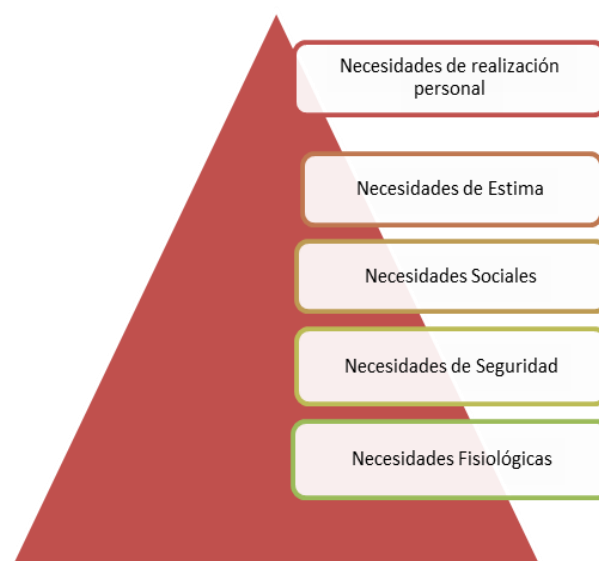 Necesidades de realización
personal
Necesidades de Estima
Necesidades Sociales
Necesidades de Seguridad
Necesidades Fisiológicas